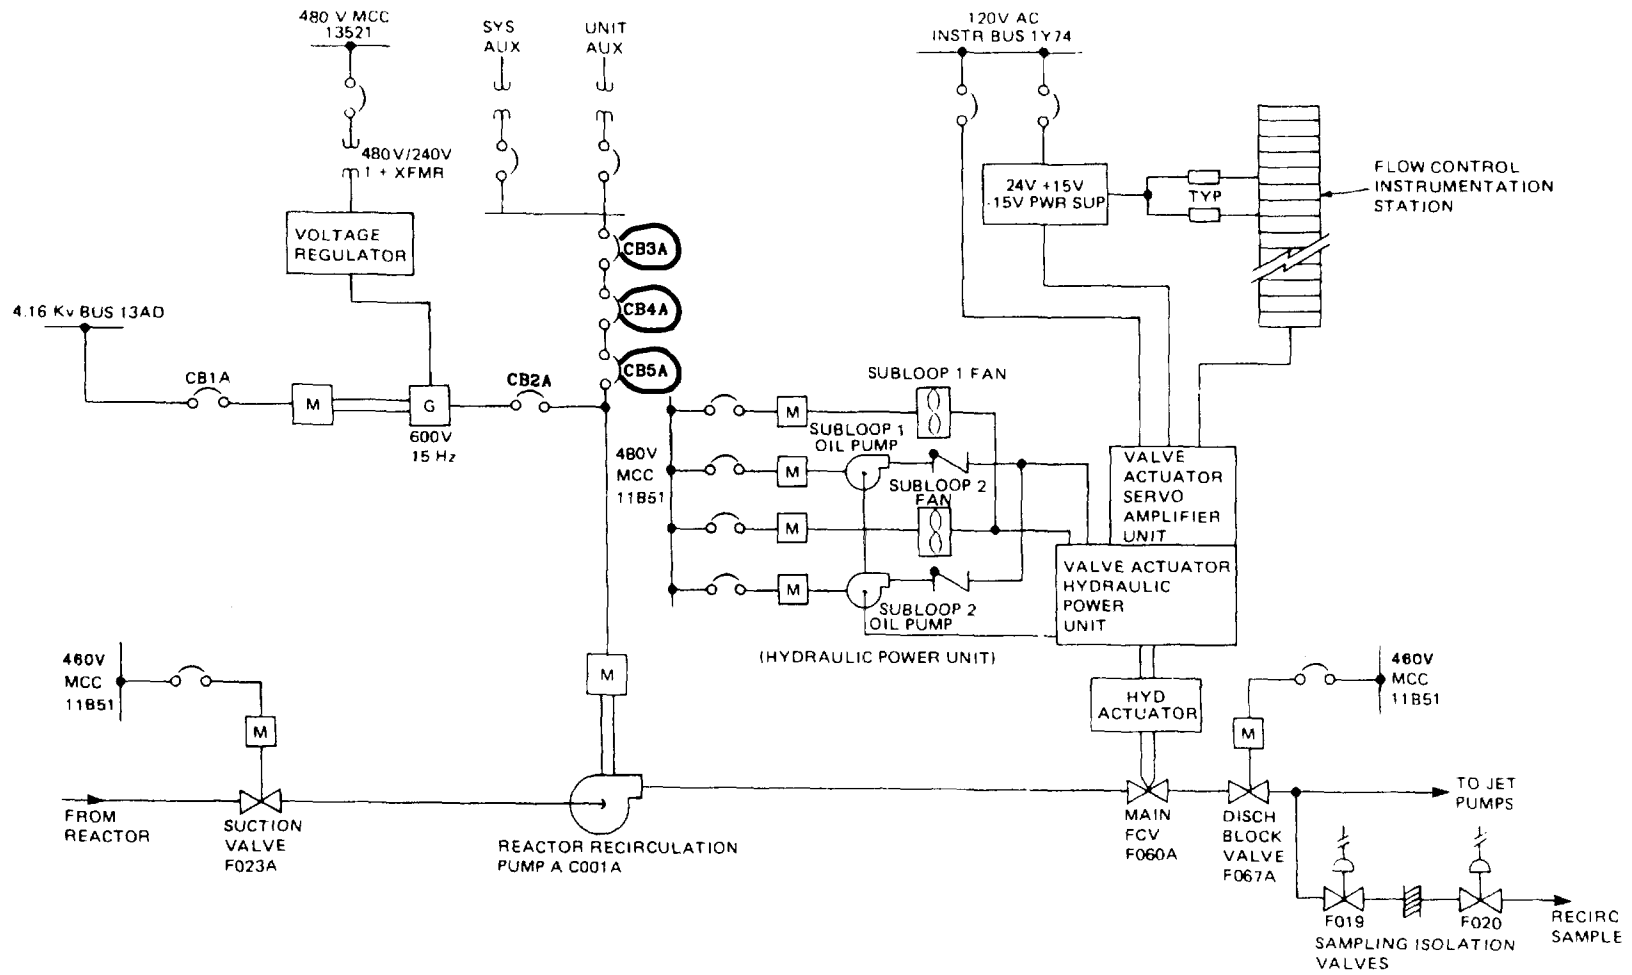 480 V MCC
13521
SYS
AUX
UNIT
AUX
120V AC
INSTR BUS 1Y74
480V/240V
1 + XFMR
24V +15V
-15V PWR SUP
TYP
FLOW CONTROL
INSTRUMENTATION
STATION
VOLTAGE
REGULATOR
CB3A
CB4A
CB5A
4.16 Kv BUS 13AD
CB1A
M
G
600V
15 Hz
CB2A
480V
MCC
11B51
M
SUBLOOP 1 FAN
SUBLOOP 1
OIL PUMP
M
SUBLOOP 2
FAN
M
M
SUBLOOP 2
OIL PUMP
(HYDRAULIC POWER UNIT)
VALVE
ACTUATOR
SERVO
AMPLIFIER
UNIT
VALVE ACTUATOR
HYDRAULIC
POWER
UNIT
460V
MCC
11B51
M
M
HYD
ACTUATOR
M
460V
MCC
11B51
FROM
REACTOR
SUCTION
VALVE
F023A
REACTOR RECIRCULATION
PUMP A C001A
MAIN
FCV
F060A
DISCH
BLOCK
VALVE
F067A
TO JET
PUMPS
F019
F020
SAMPLING ISOLATION
VALVES
RECIRC
SAMPLE